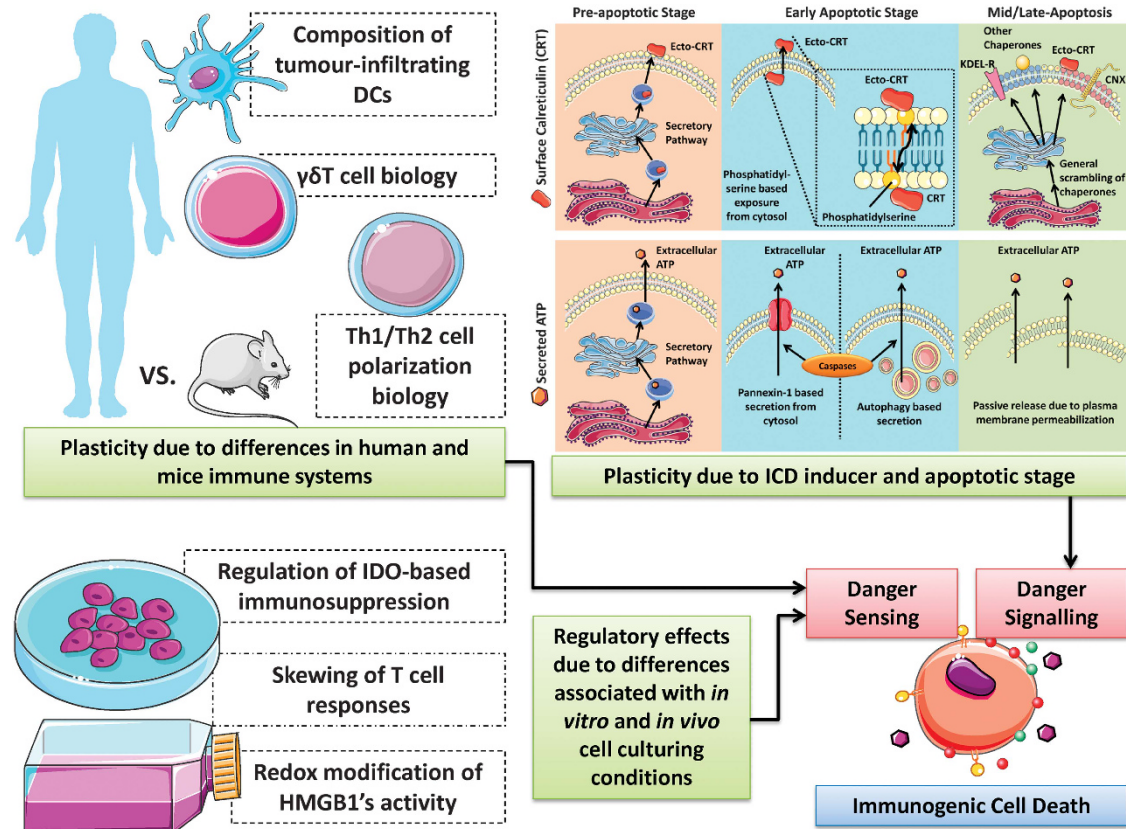 Composition of
tumour-infiltrating
DCs
γδT cell biology
Th1/Th2 cell
polarization
biology
VS.
Plasticity due to differences in human and
mice immune systems
Pre-apoptotic Stage
Early Apoptotic Stage
Mid/Late-Apoptosis
Surface Calreticulin (CRT)
Ecto-CRT
Secretory
Pathway
Ecto-CRT
Phosphatidyl-
serine based
exposure
from cytosol
Ecto-CRT
Phosphatidylserine
CRT
Other
Chaperones
KDEL-R
Ecto-CRT
CNX
General
scrambling of
chaperones
Secreted ATP
Extracellular
ATP
Secretory
Pathway
Extracellular
ATP
Extracellular ATP
Caspases
Pannexin-1 based
secretion from
cytosol
Autophagy based
secretion
Extracellular ATP
Passive release due to plasma
membrane permeabilization
Plasticity due to ICD inducer and apoptotic stage
Regulation of IDO-based
immunosuppression
Skewing of T cell
responses
Redox modification of
HMGB1's activity
Regulatory effects
due to differences
associated with in
vitro and in vivo
cell culturing
conditions
Danger
Sensing
Danger
Signalling
Immunogenic Cell Death